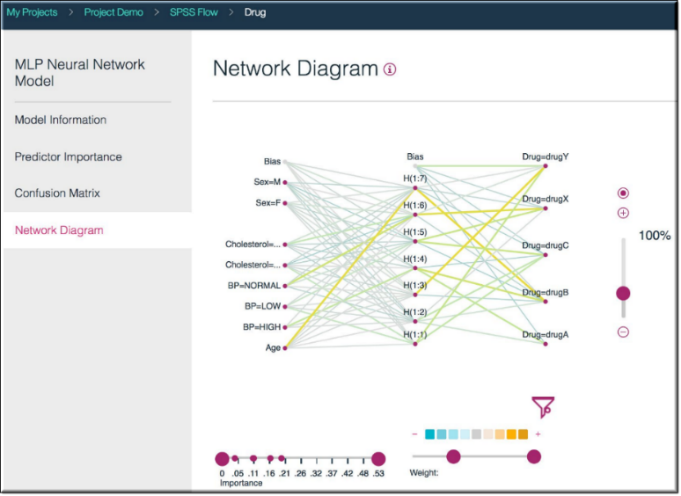 My Projects > Project Demo > SPSS Flow > Drug
MLP Neural Network
Model
Model Information
Predictor Importance
Confusion Matrix
Network Diagram
Network Diagram
Bias
Sex=M
Sex=F
Cholesterol=...
Cholesterol=...
BP=NORMAL
BP=LOW
BP=HIGH
Age
Bias
H(1:7)
H(1:6)
H(1:5)
H(1:4)
H(1:3)
H(1:2)
H(1:1)
Drug=drugY
Drug=drugX
Drug=drugC
Drug=drugB
Drug=drugA
100%
0 .05 .11 .16 .21 .26 .32 .37 .42 .48 .53
Importance
- +
Weight: